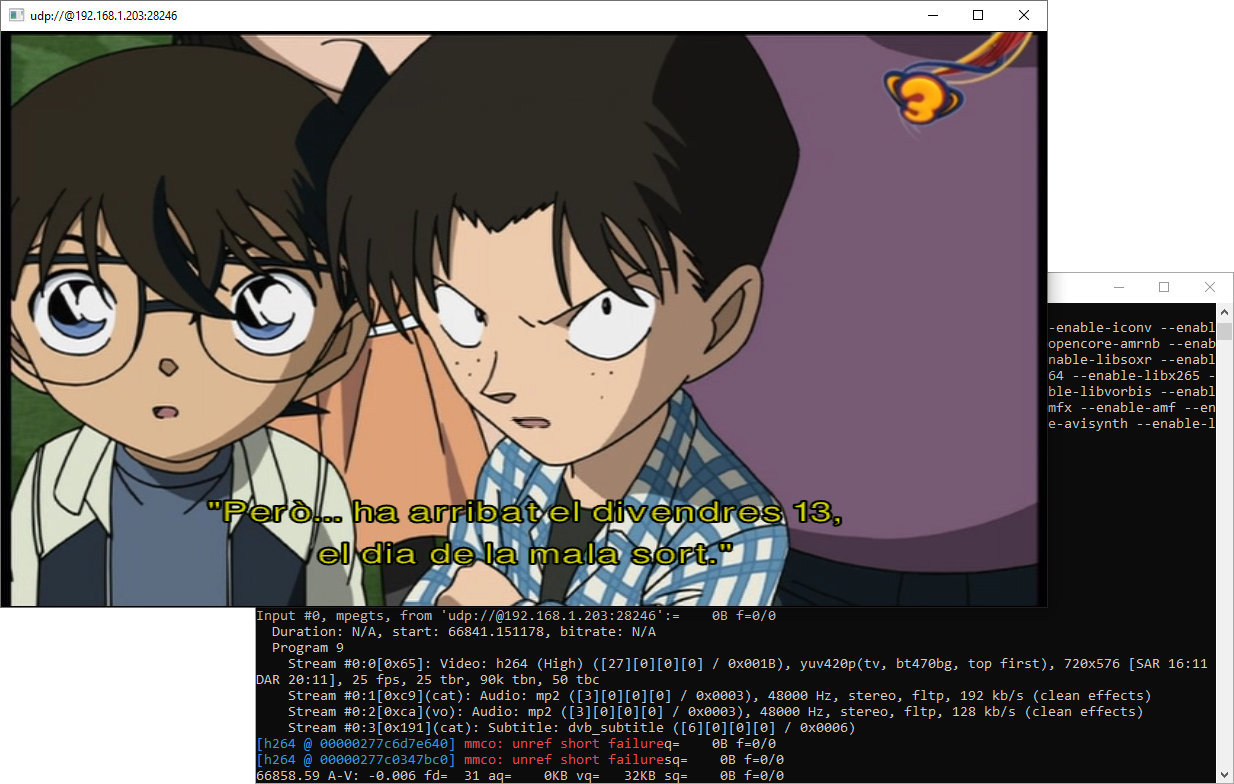 udp://@192.168.1.203:28246
3
"Però... ha arribat el divendres 13,
el dia de la mala sort."
-enable-iconv --enabl
opencore-amrnb --enab
nable-libsoxr --enabl
64 --enable-libx265 -
ble-libvorbis --enabl
mfx --enable-amf --en
e-avisynth --enable-l
Input #0, mpegts, from 'udp://@192.168.1.203:28246':=    0B f=0/0
  Duration: N/A, start: 66841.151178, bitrate: N/A
  Program 9
    Stream #0:0[0x65]: Video: h264 (High) ([27][0][0][0] / 0x001B), yuv420p(tv, bt470bg, top first), 720x576 [SAR 16:11
DAR 20:11], 25 fps, 25 tbr, 90k tbn, 50 tbc
    Stream #0:1[0xc9](cat): Audio: mp2 ([3][0][0][0] / 0x0003), 48000 Hz, stereo, fltp, 192 kb/s (clean effects)
    Stream #0:2[0xca](vo): Audio: mp2 ([3][0][0][0] / 0x0003), 48000 Hz, stereo, fltp, 128 kb/s (clean effects)
    Stream #0:3[0x191](cat): Subtitle: dvb_subtitle ([6][0][0][0] / 0x0006)
[h264 @ 00000277c6d7e640] mmco: unref short failureq=    0B f=0/0
[h264 @ 00000277c0347bc0] mmco: unref short failuresq=    0B f=0/0
66858.59 A-V: -0.006 fd=  31 aq=    0KB vq=   32KB sq=    0B f=0/0